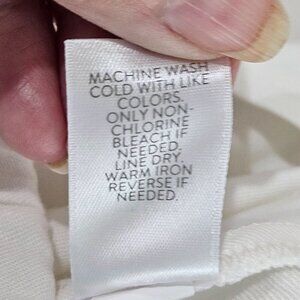 MACHINE WASH
COLD WITH LIKE
COLORS.
ONLY NON-
CHLORINE
BLEACH IF
NEEDED.
LINE DRY.
WARM IRON
REVERSE IF
NEEDED.